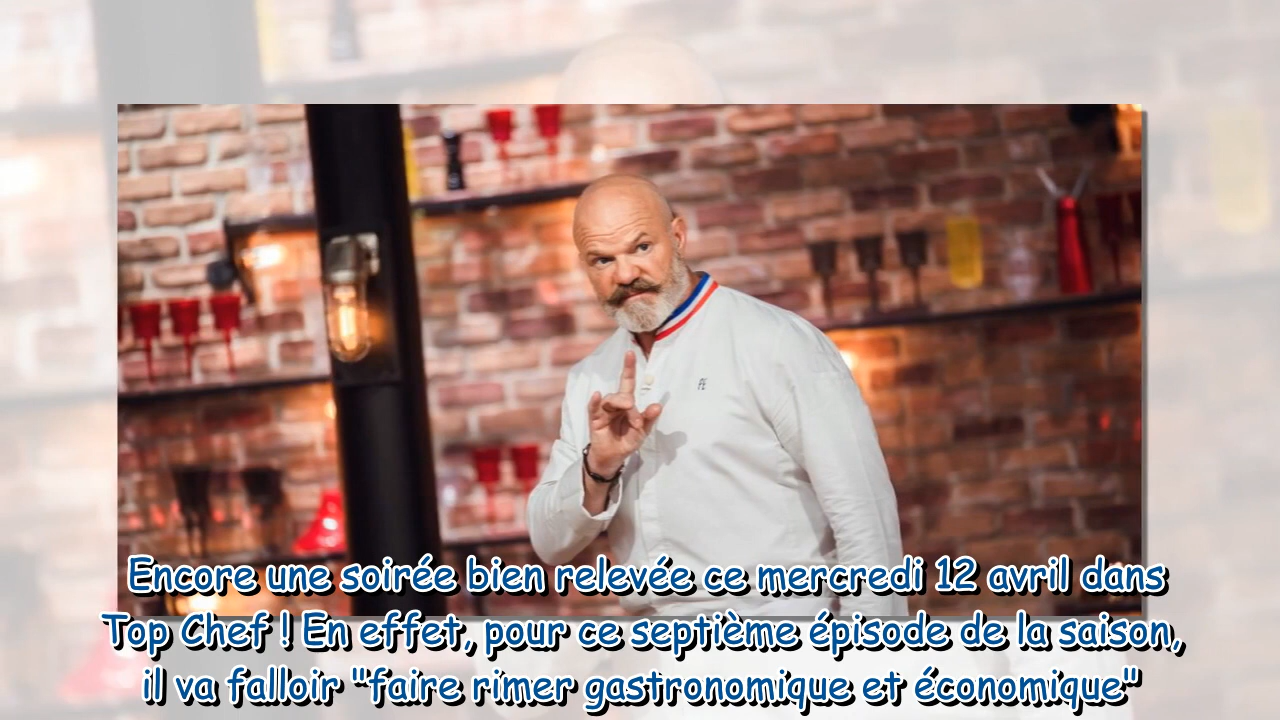 PE
Encore une soirée bien relevée ce mercredi 12 avril dans
Top Chef ! En effet, pour ce septième épisode de la saison,
il va falloir "faire rimer gastronomique et économique"